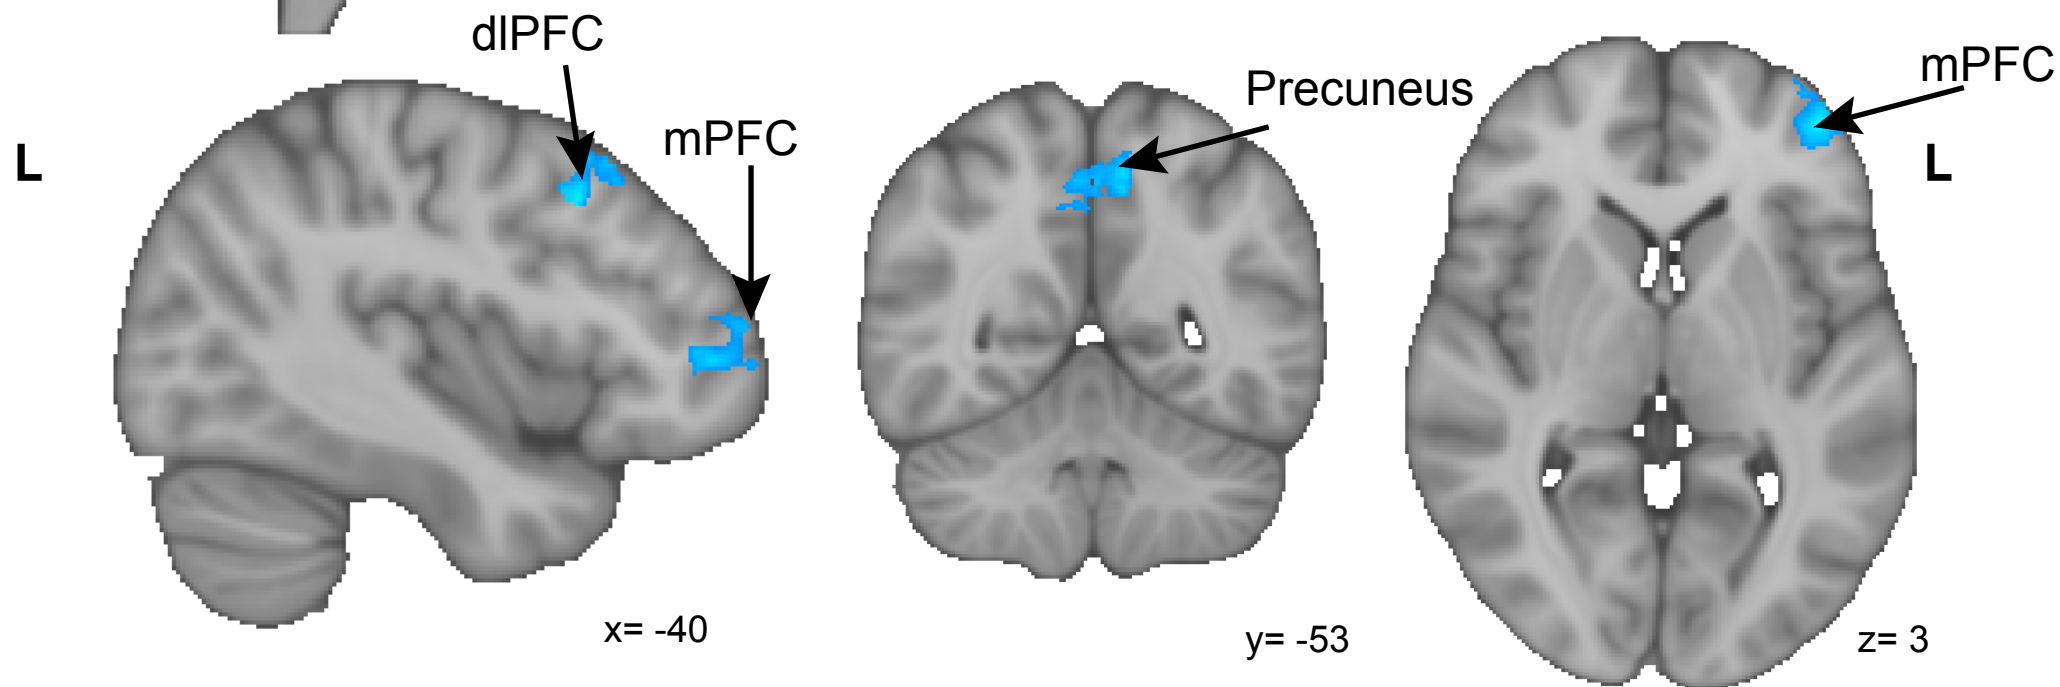 dlPFC
mPFC
L
x= -40
Precuneus
y= -53
mPFC
L
z= 3